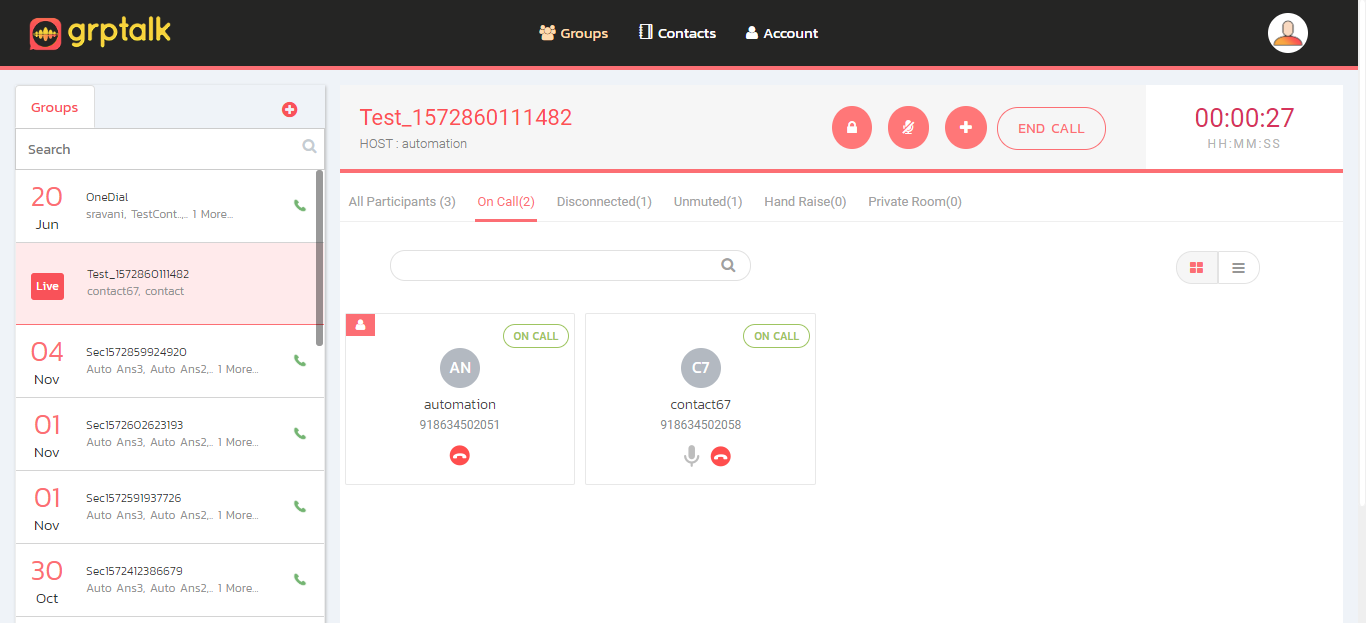 grptalk
Groups
Contacts
Account
Groups
Search
20
Jun
OneDial
sravani, TestCont..,.. 1 More...
Live
Test_1572860111482
contact67, contact
04
Nov
Sec1572859924920
Auto Ans3, Auto Ans2,.. 1 More...
01
Nov
Sec1572602623193
Auto Ans3, Auto Ans2,.. 1 More...
01
Nov
Sec1572591937726
Auto Ans3, Auto Ans2,.. 1 More...
30
Oct
Sec1572412386679
Auto Ans3, Auto Ans2,.. 1 More...
Test_1572860111482
HOST : automation
END CALL
00:00:27
HH:MM:SS
All Participants (3)
On Call(2)
Disconnected(1)
Unmuted(1)
Hand Raise(0)
Private Room(0)
ON CALL
AN
automation
918634502051
ON CALL
C7
contact67
918634502058